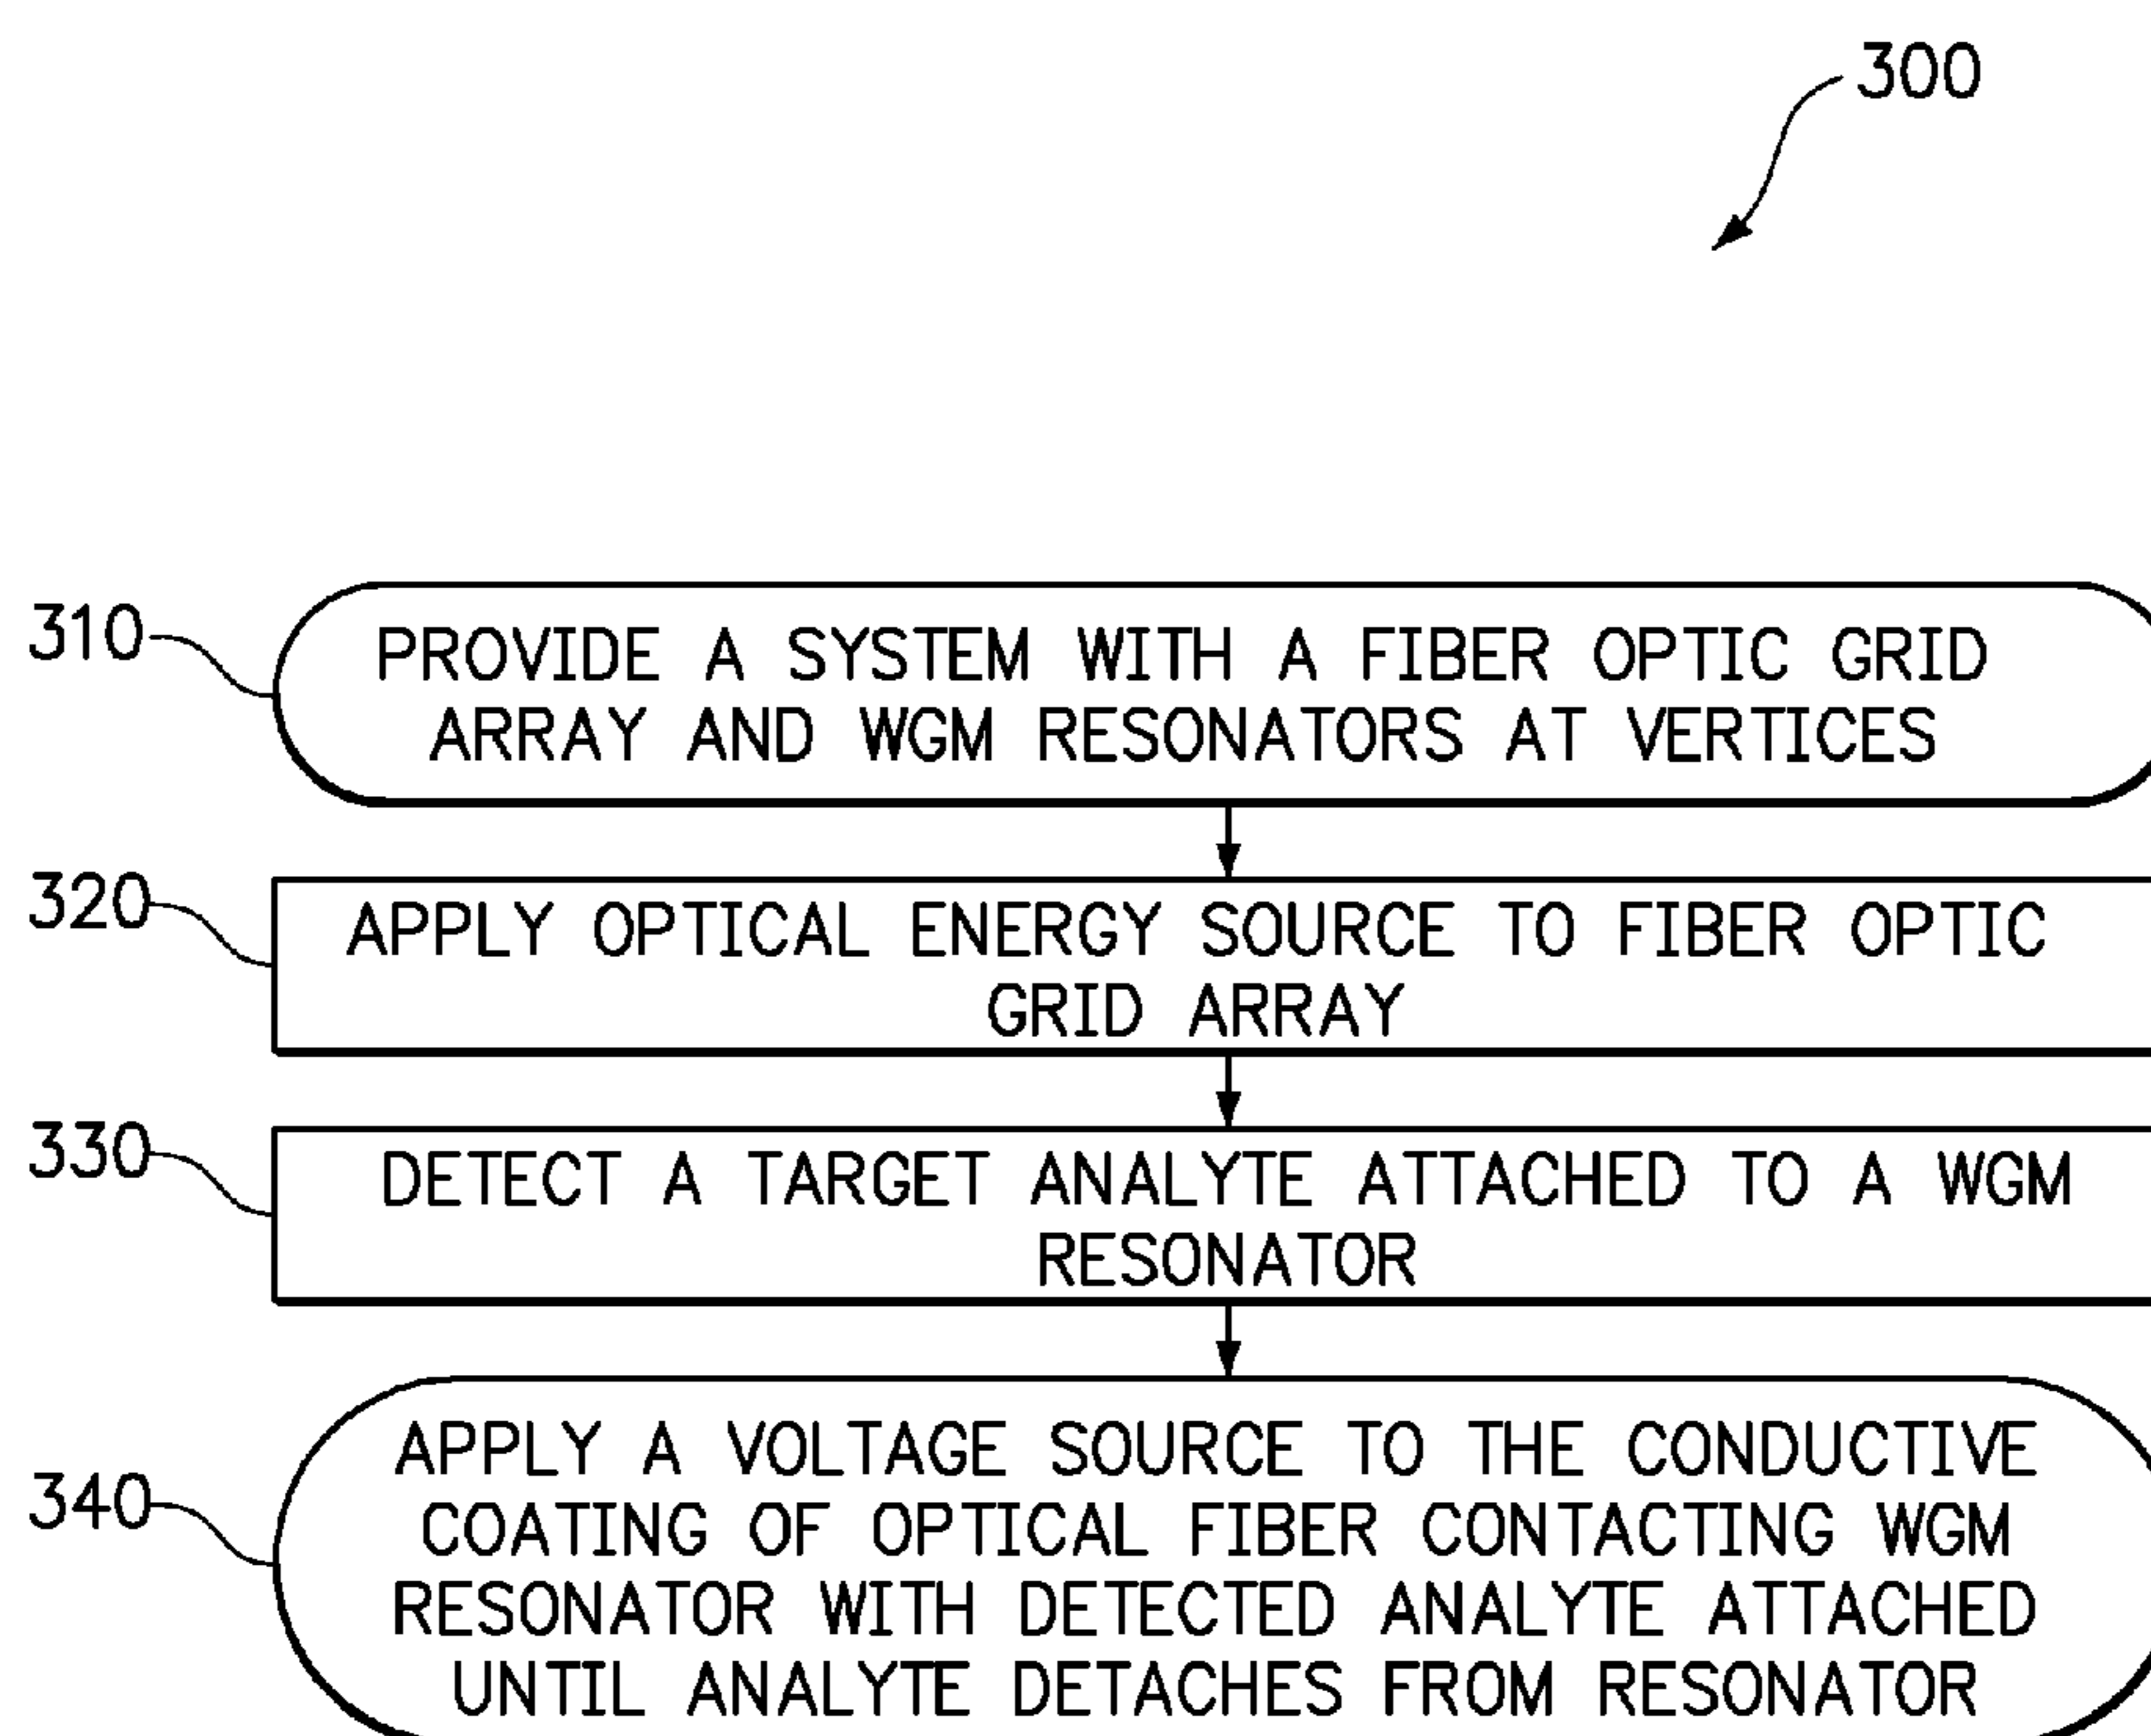 300
310
PROVIDE A SYSTEM WITH A FIBER OPTIC GRID
ARRAY AND WGM RESONATORS AT VERTICES
320
APPLY OPTICAL ENERGY SOURCE TO FIBER OPTIC
GRID ARRAY
330
DETECT A TARGET ANALYTE ATTACHED TO A WGM
RESONATOR
340
APPLY A VOLTAGE SOURCE TO THE CONDUCTIVE
COATING OF OPTICAL FIBER CONTACTING WGM
RESONATOR WITH DETECTED ANALYTE ATTACHED
UNTIL ANALYTE DETACHES FROM RESONATOR